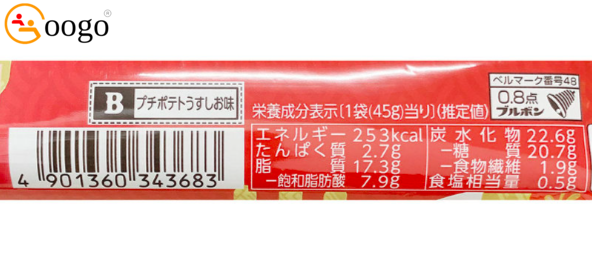 Googo
B プチポテトうすしお味
ベルマーク番号48
0.8点
ブルボン
栄養成分表示〔1袋(45g)当り〕(推定値)
エネルギー 253kcal
たんぱく質 2.7g
脂質 17.3g
–飽和脂肪酸 7.9g
炭水化物 22.6g
–糖質 20.7g
–食物繊維 1.9g
食塩相当量 0.5g
4 901360 343683